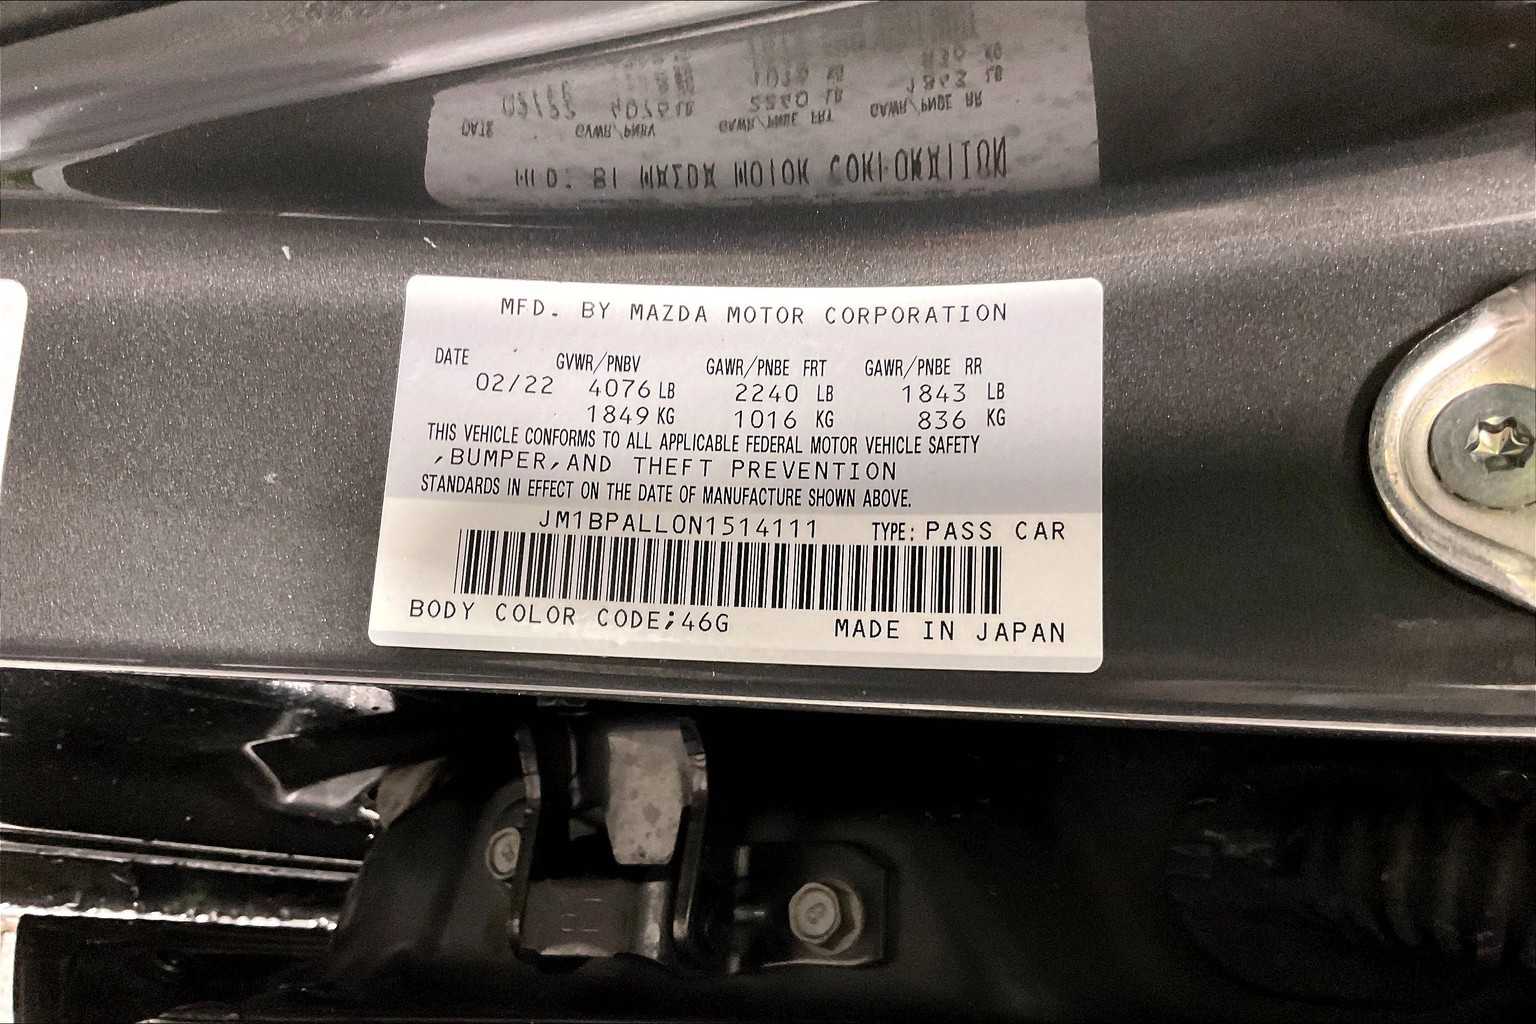 MFD. BY MAZDA MOTOR CORPORATION
DATE GVWR/PNBV GAWR/PNBE FRT GAWR/PNBE RR
02/22 4076 LB 2240 LB 1843 LB
1849 KG 1016 KG 836 KG
THIS VEHICLE CONFORMS TO ALL APPLICABLE FEDERAL MOTOR VEHICLE SAFETY
,BUMPER,AND THEFT PREVENTION
STANDARDS IN EFFECT ON THE DATE OF MANUFACTURE SHOWN ABOVE.
JM1BPALL0N1514111 TYPE: PASS CAR
BODY COLOR CODE;46G
MADE IN JAPAN